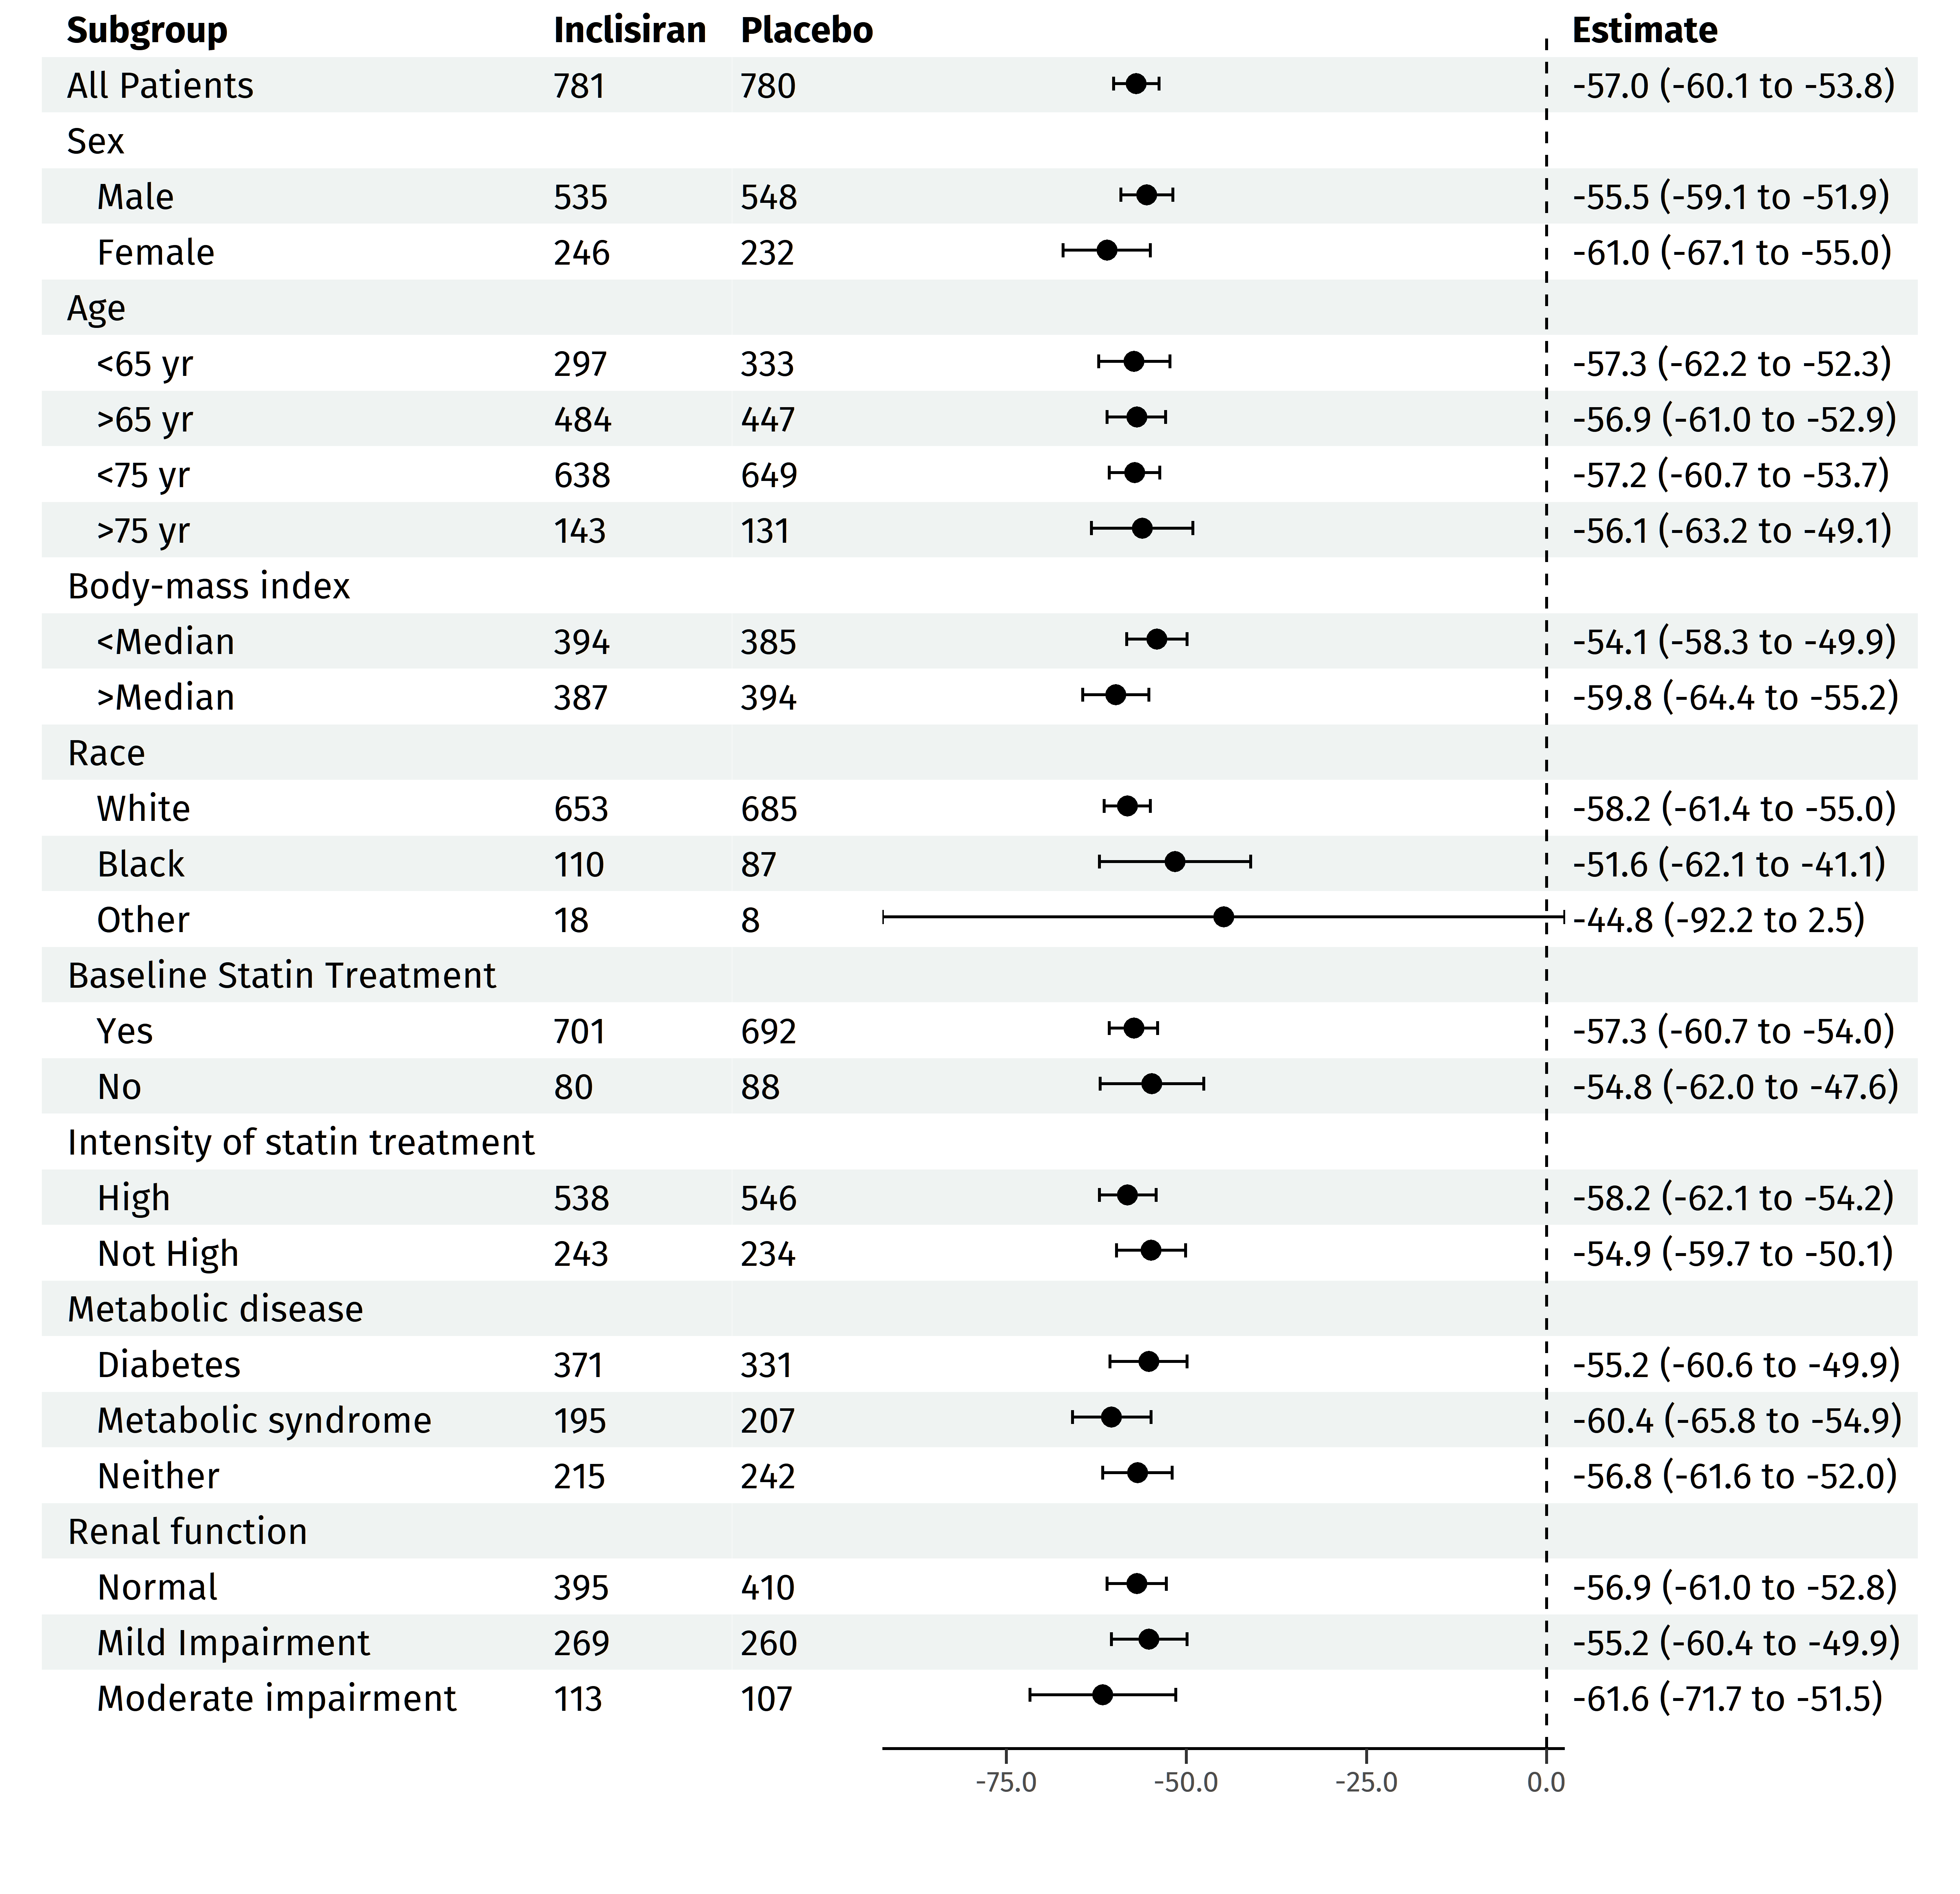 Subgroup Inclisiran Placebo Estimate
All Patients 781 780 -57.0 (-60.1 to -53.8)
Sex
Male 535 548 -55.5 (-59.1 to -51.9)
Female 246 232 -61.0 (-67.1 to -55.0)
Age
<65 yr 297 333 -57.3 (-62.2 to -52.3)
>65 yr 484 447 -56.9 (-61.0 to -52.9)
<75 yr 638 649 -57.2 (-60.7 to -53.7)
>75 yr 143 131 -56.1 (-63.2 to -49.1)
Body-mass index
<Median 394 385 -54.1 (-58.3 to -49.9)
>Median 387 394 -59.8 (-64.4 to -55.2)
Race
White 653 685 -58.2 (-61.4 to -55.0)
Black 110 87 -51.6 (-62.1 to -41.1)
Other 18 8 -44.8 (-92.2 to 2.5)
Baseline Statin Treatment
Yes 701 692 -57.3 (-60.7 to -54.0)
No 80 88 -54.8 (-62.0 to -47.6)
Intensity of statin treatment
High 538 546 -58.2 (-62.1 to -54.2)
Not High 243 234 -54.9 (-59.7 to -50.1)
Metabolic disease
Diabetes 371 331 -55.2 (-60.6 to -49.9)
Metabolic syndrome 195 207 -60.4 (-65.8 to -54.9)
Neither 215 242 -56.8 (-61.6 to -52.0)
Renal function
Normal 395 410 -56.9 (-61.0 to -52.8)
Mild Impairment 269 260 -55.2 (-60.4 to -49.9)
Moderate impairment 113 107 -61.6 (-71.7 to -51.5)
-75.0 -50.0 -25.0 0.0